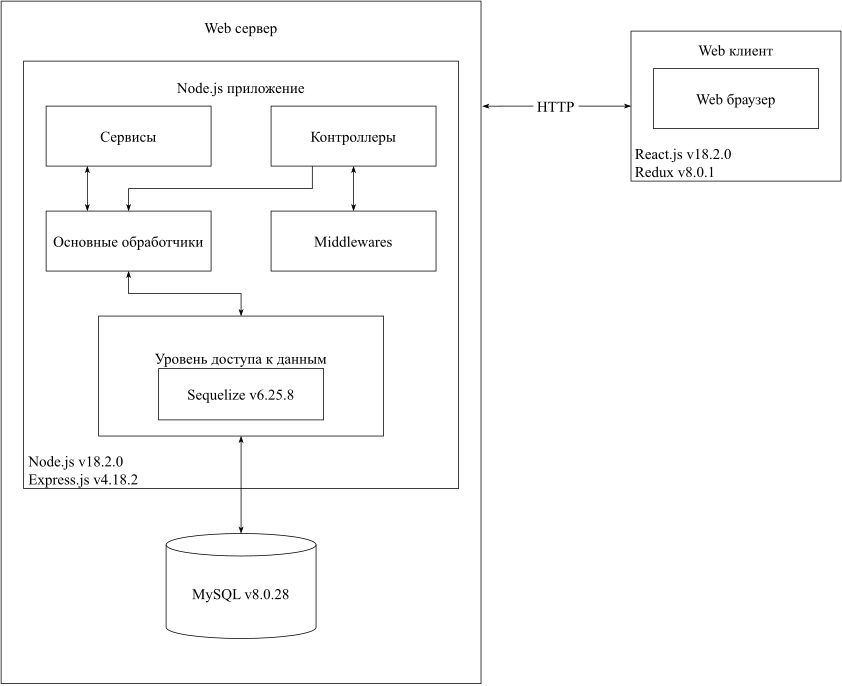 Web сервер
Node.js приложение
Сервисы
Контроллеры
Основные обработчики
Middlewares
Уровень доступа к данным
Sequelize v6.25.8
Node.js v18.2.0
Express.js v4.18.2
MySQL v8.0.28
HTTP
Web клиент
Web браузер
React.js v18.2.0
Redux v8.0.1